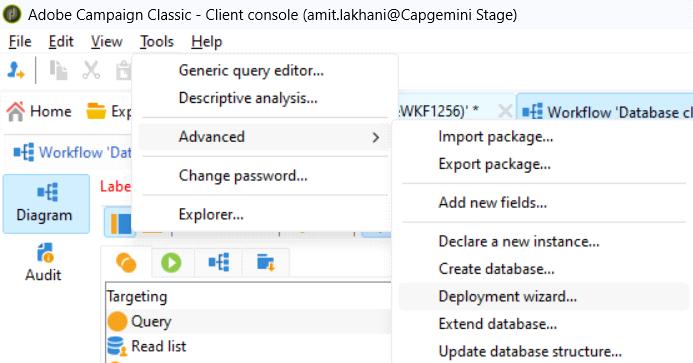 Adobe Campaign Classic - Client console (amit.lakhani@Capgemini Stage)
File Edit View Tools Help
Generic query editor...
Descriptive analysis...
Advanced
Change password...
Explorer...
Import package...
Export package...
Add new fields...
Declare a new instance...
Create database...
Deployment wizard...
Extend database...
Update database structure...
Home Exp
WKF1256)' * Workflow 'Database cl
Workflow 'Dat
Labe
Diagram
Audit
Targeting
Query
Read list